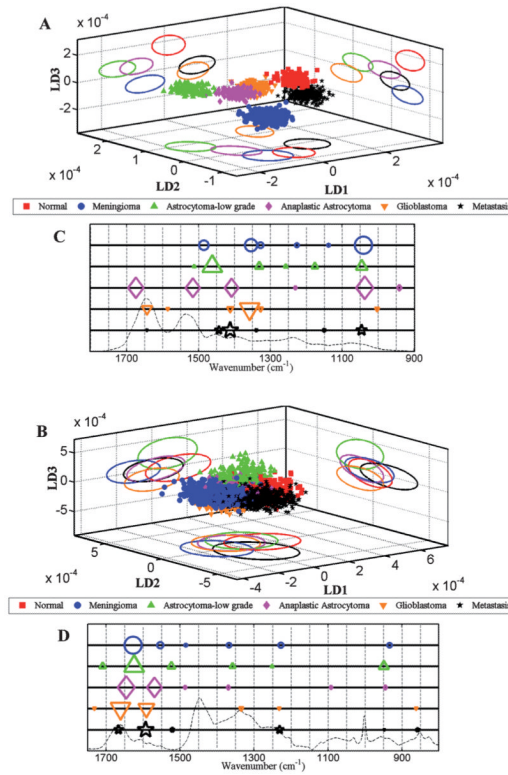 A
LD3
2
0
-2
2
1
0
-1
x 10⁻⁴
x 10⁻⁴
LD2
-2
0
2
x 10⁻⁴
LD1
Normal Meningioma Astrocytoma-low grade Anaplastic Astrocytoma Glioblastoma Metastasis
C
1700 1500 1300 1100 900
Wavenumber (cm⁻¹)
B
x 10⁻⁴
LD3
5
0
-5
5
0
-5
x 10⁻⁴
LD2
-4
-2
0
2
4
6
x 10⁻⁴
LD1
Normal Meningioma Astrocytoma-low grade Anaplastic Astrocytoma Glioblastoma Metastasis
D
1700 1500 1300 1100 900
Wavenumber (cm⁻¹)